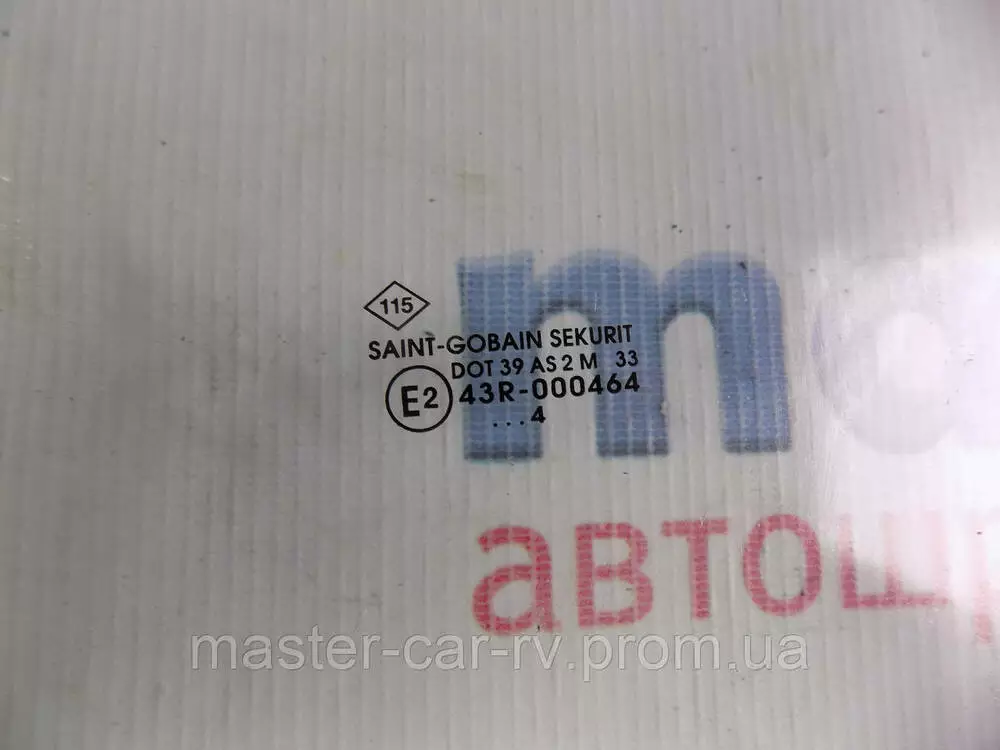 115
SAINT-GOBAIN SEKURIT
DOT 39 AS 2 M 33
E2 43R-000464
...4
master-car-rv.prom.ua